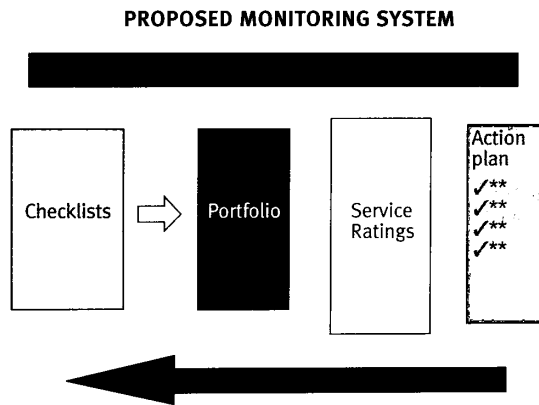 PROPOSED MONITORING SYSTEM
Checklists
Portfolio
Service
Ratings
Action
plan
✓**
✓**
✓**
✓**